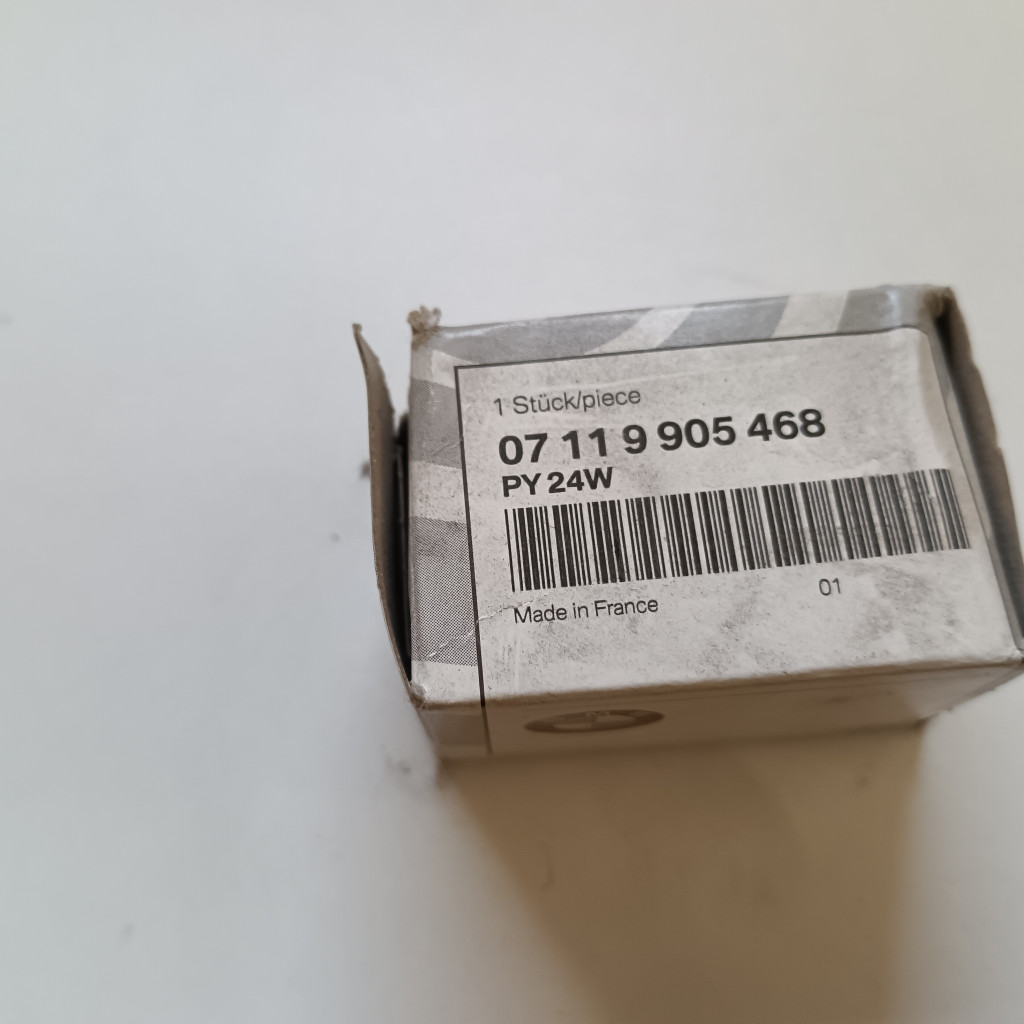 1 Stück/piece
07 11 9 905 468
PY 24W
01
Made in France